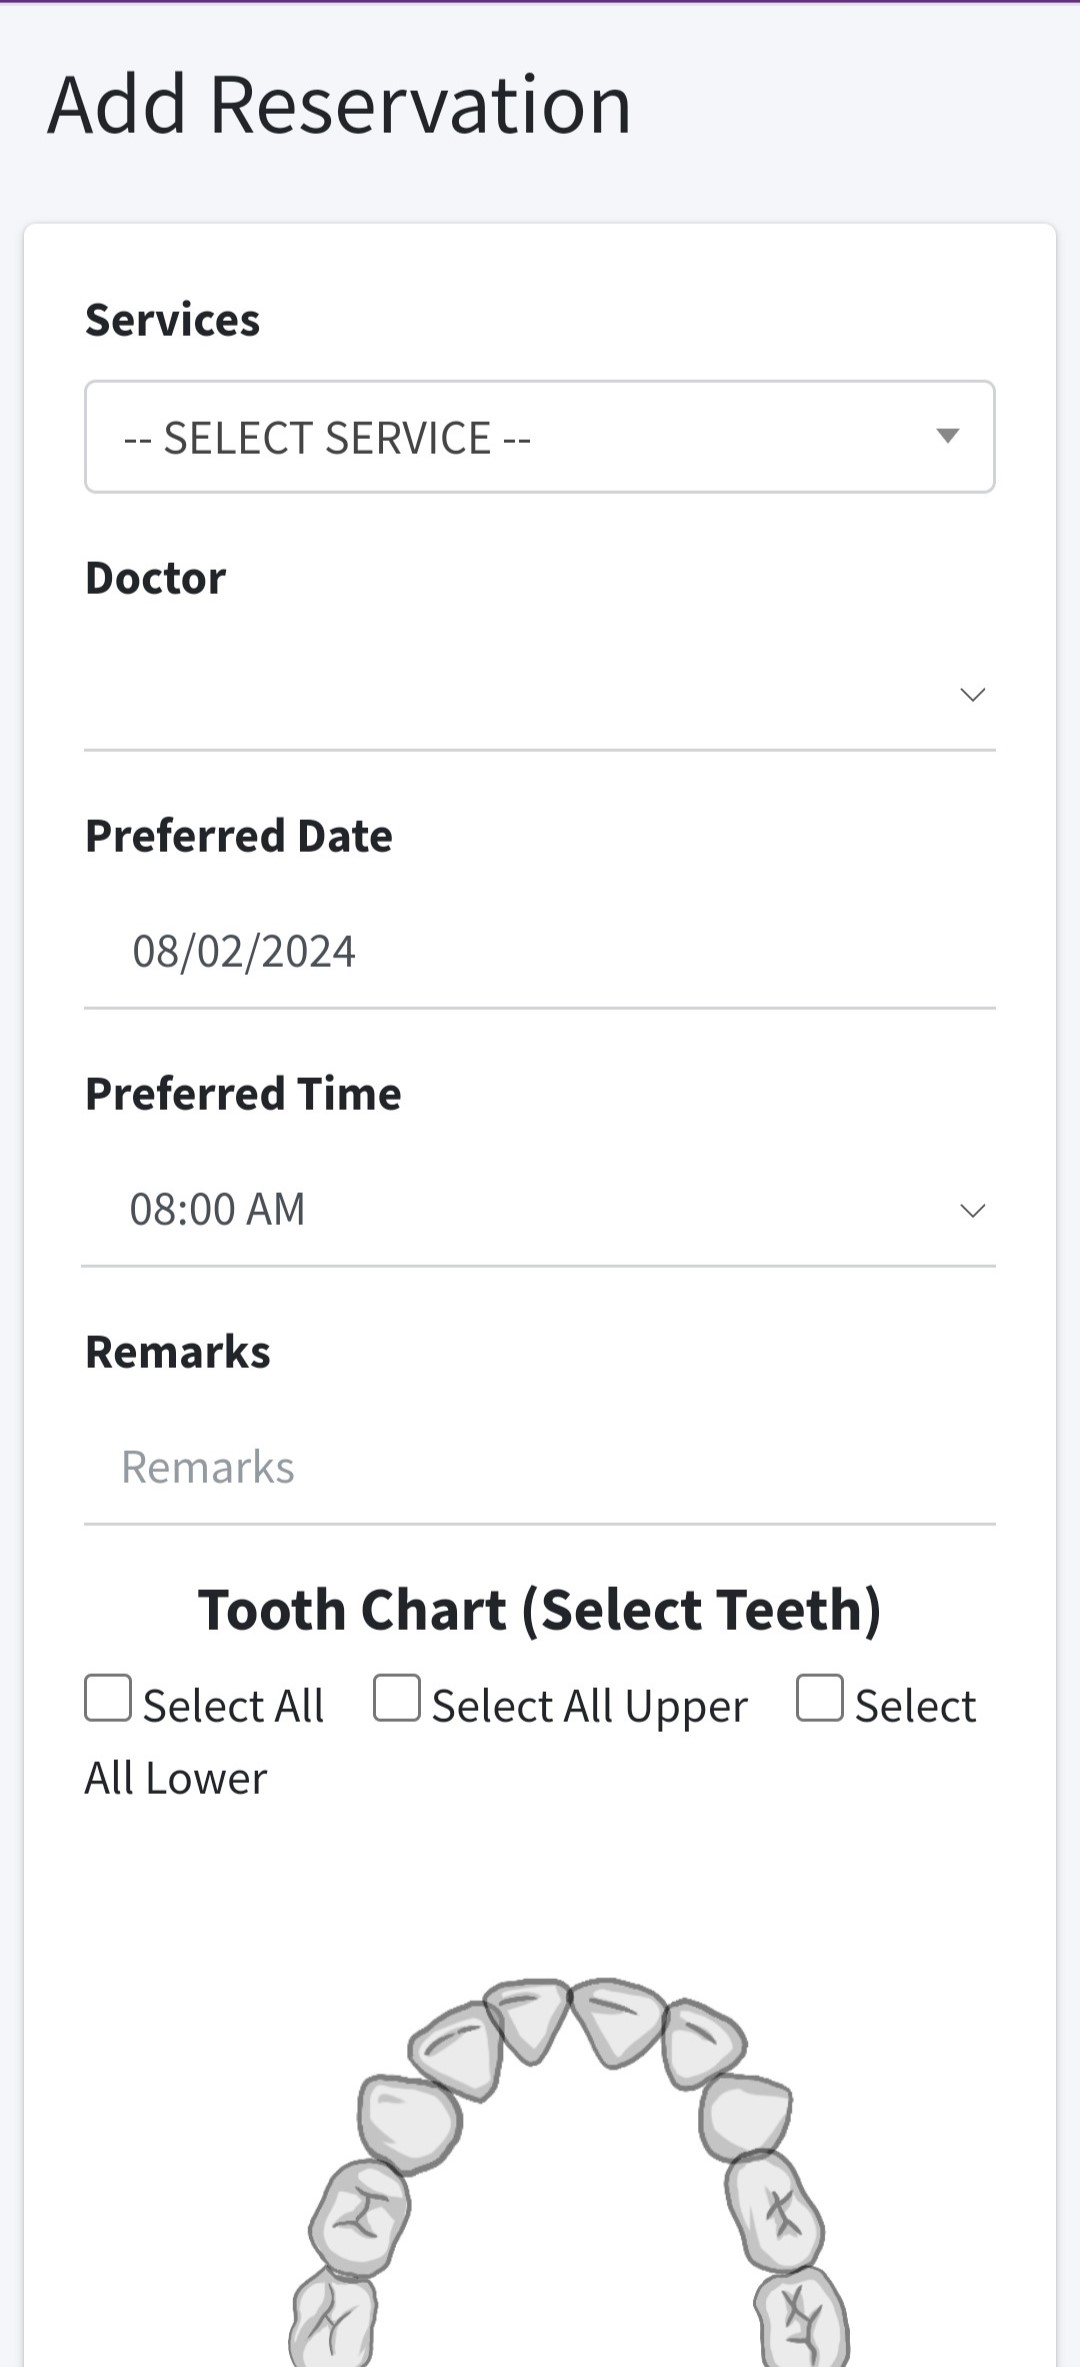 Add Reservation
Services
-- SELECT SERVICE --
Doctor
Preferred Date
08/02/2024
Preferred Time
08:00 AM
Remarks
Remarks
Tooth Chart (Select Teeth)
Select All Select All Upper Select
All Lower